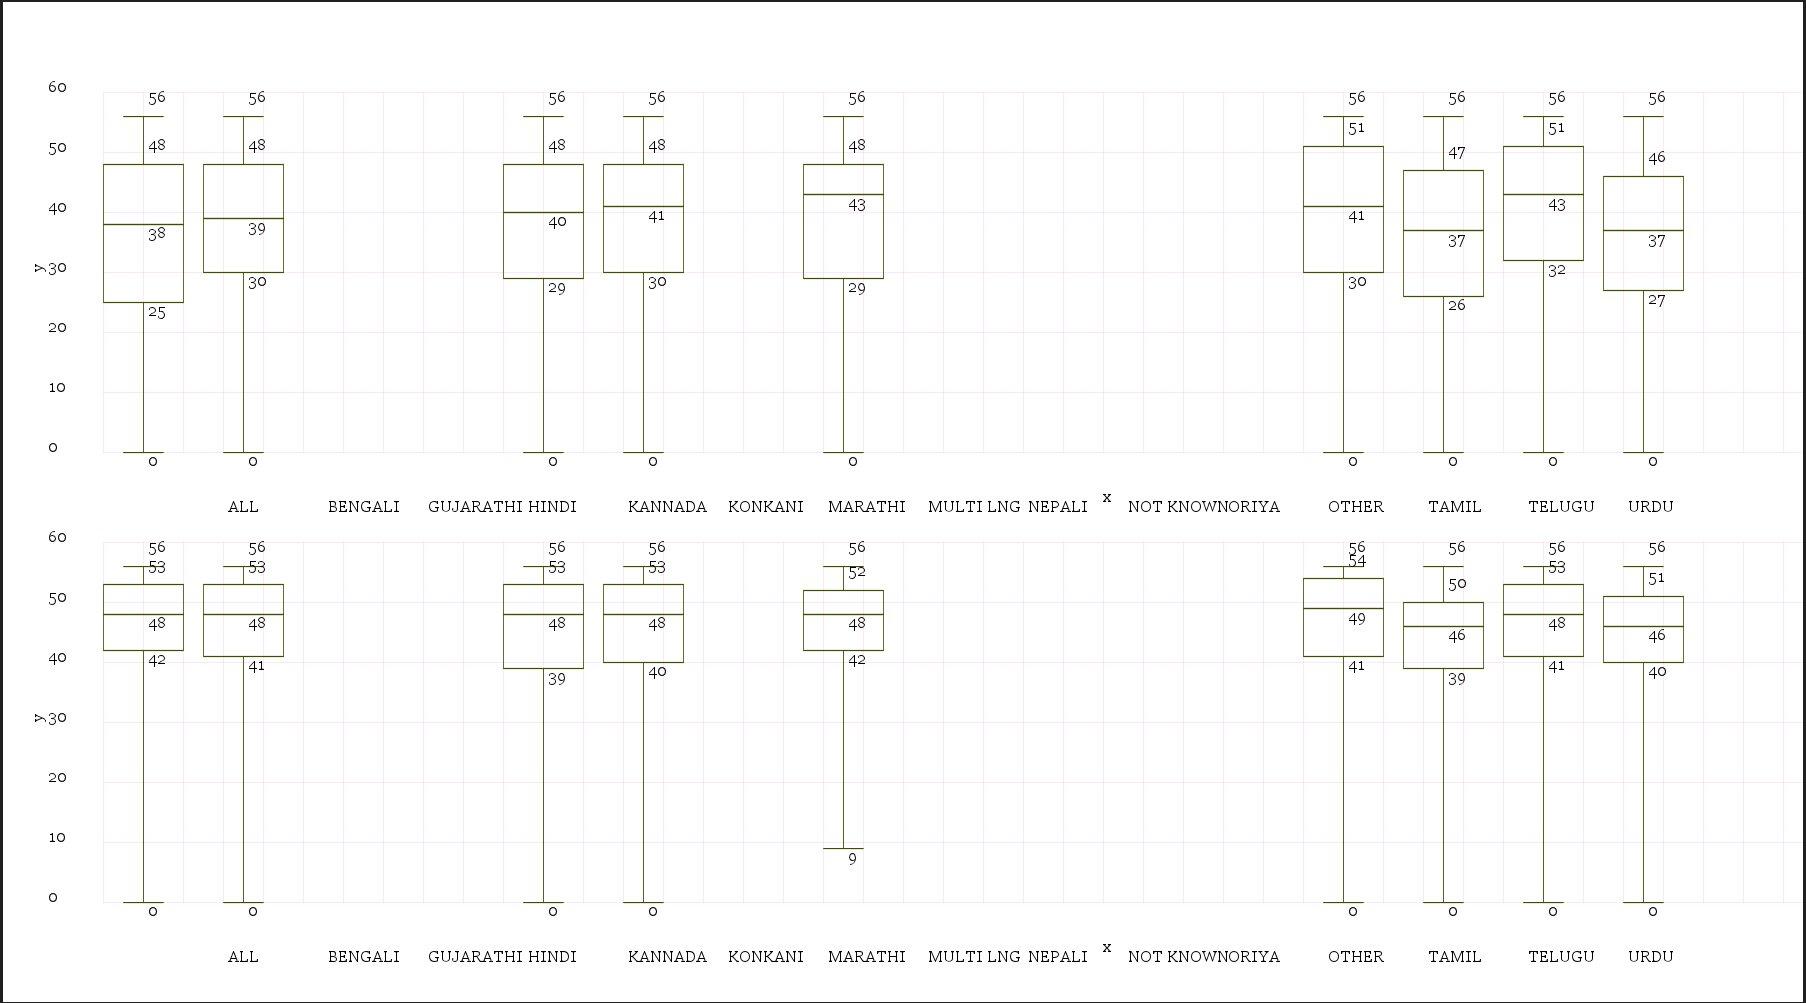 60
56 56 56 56 56 56 56 56 56
51 51
50
48 48 48 48 48 47 46
40
38 39 40 41 43 41 37 43 37
y 30
25 30 29 30 29 30 26 32 27
20
10
0
0 0 0 0 0 0 0 0 0
x
ALL BENGALI GUJARATHI HINDI KANNADA KONKANI MARATHI MULTI LNG NEPALI NOT KNOWNORIYA OTHER TAMIL TELUGU URDU
60
56 56 56 56 56 56 56 56 56
53 53 53 53 52 54 50 53 51
50
48 48 48 48 48 49 46 48 46
40
42 41 39 40 42 41 39 41 40
y 30
20
10
9
0
0 0 0 0 0 0 0 0
x
ALL BENGALI GUJARATHI HINDI KANNADA KONKANI MARATHI MULTI LNG NEPALI NOT KNOWNORIYA OTHER TAMIL TELUGU URDU